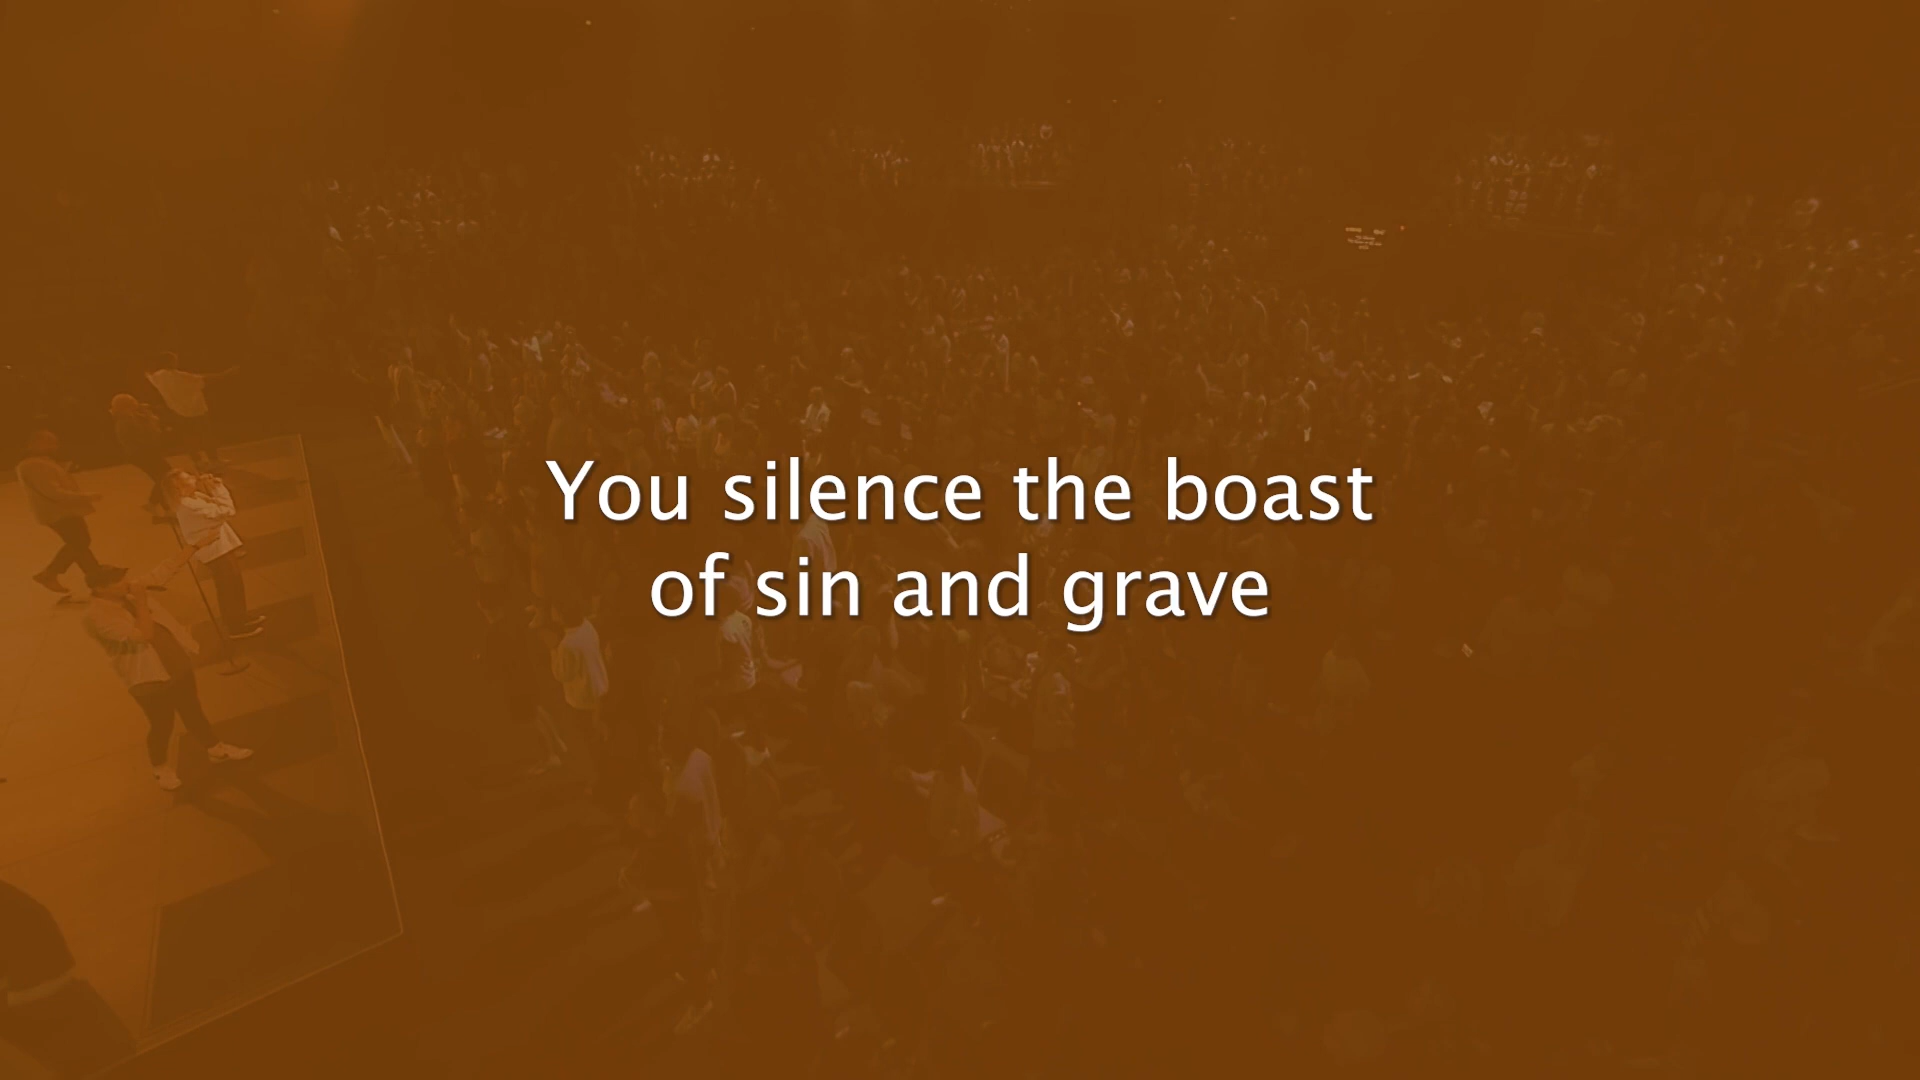 You silence the boast
of sin and grave